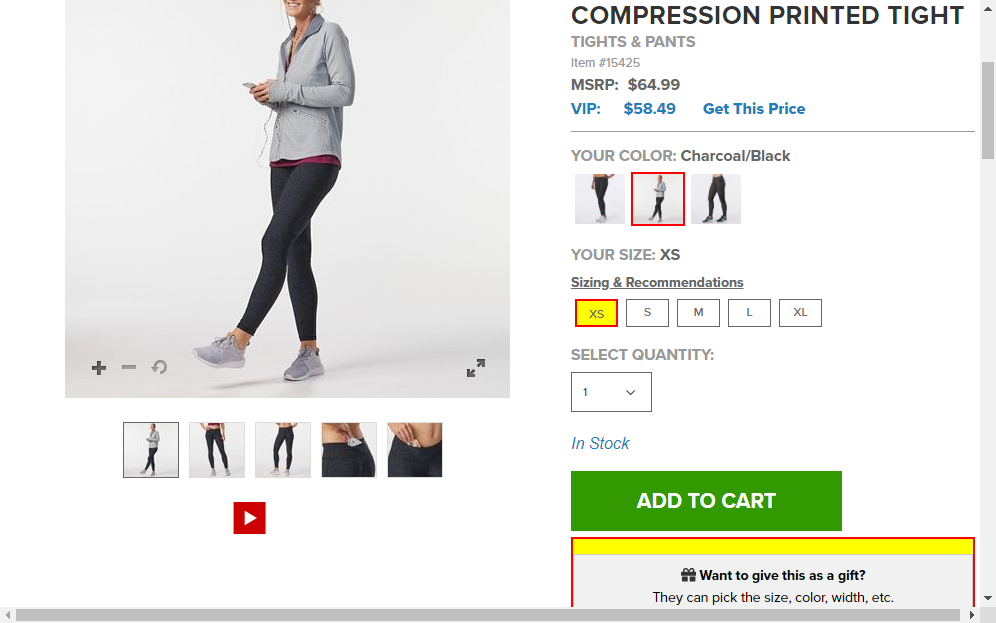 COMPRESSION PRINTED TIGHT
TIGHTS & PANTS
Item #15425
MSRP: $64.99
VIP: $58.49 Get This Price
YOUR COLOR: Charcoal/Black
YOUR SIZE: XS
Sizing & Recommendations
XS S M L XL
SELECT QUANTITY:
1
In Stock
ADD TO CART
Want to give this as a gift?
They can pick the size, color, width, etc.